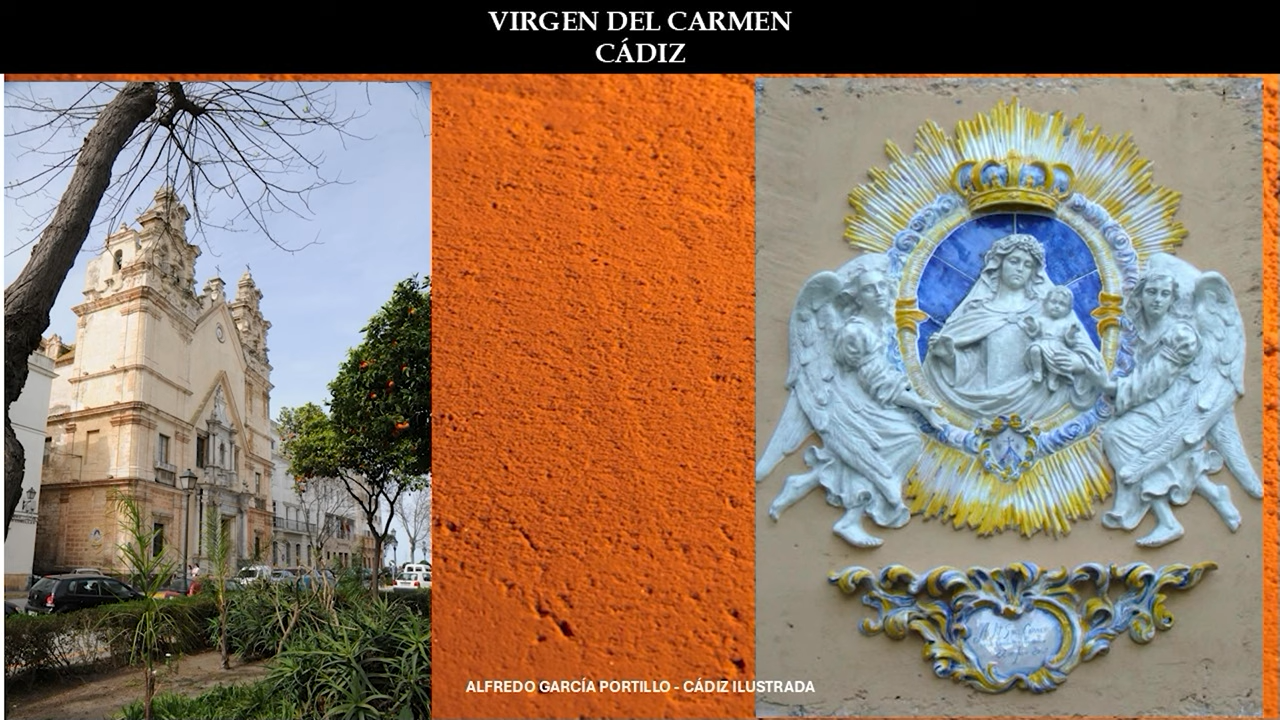 VIRGEN DEL CARMEN
CÁDIZ
ALFREDO GARCÍA PORTILLO - CÁDIZ ILUSTRADA